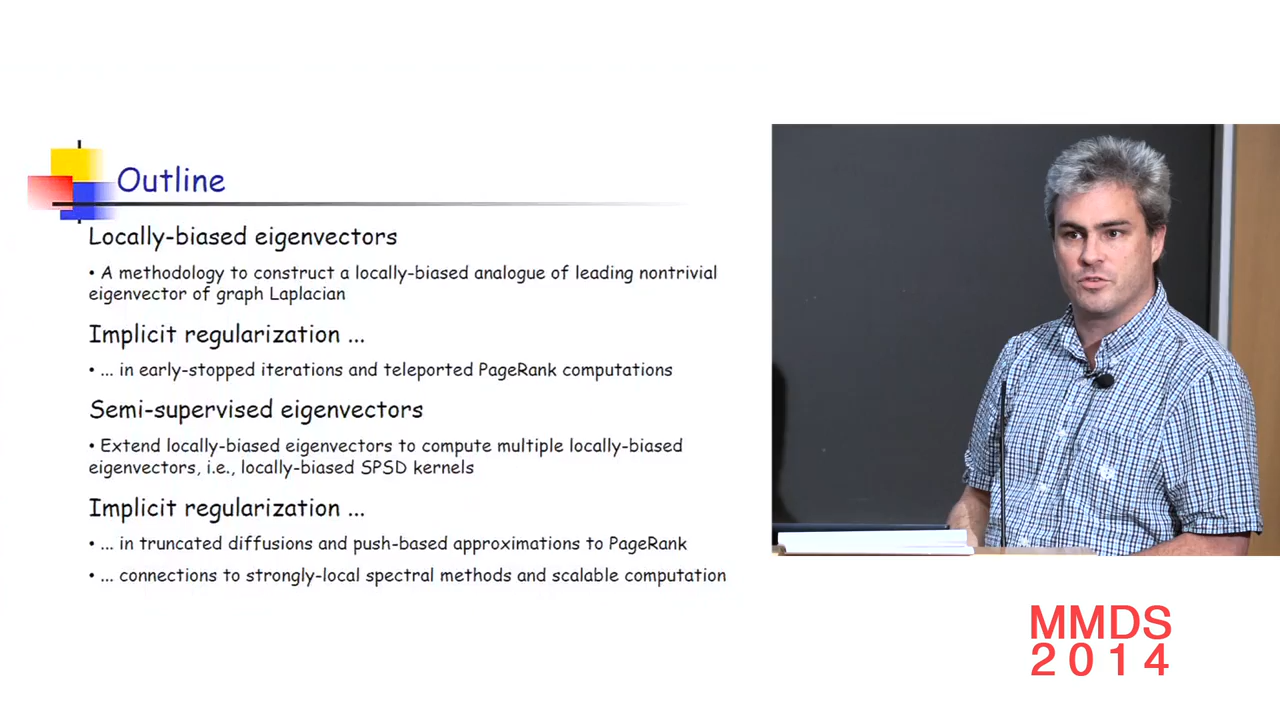 Outline
Locally-biased eigenvectors
• A methodology to construct a locally-biased analogue of leading nontrivial
eigenvector of graph Laplacian
Implicit regularization ...
• ... in early-stopped iterations and teleported PageRank computations
Semi-supervised eigenvectors
• Extend locally-biased eigenvectors to compute multiple locally-biased
eigenvectors, i.e., locally-biased SPSD kernels
Implicit regularization ...
• ... in truncated diffusions and push-based approximations to PageRank
• ... connections to strongly-local spectral methods and scalable computation
MMDS
2014